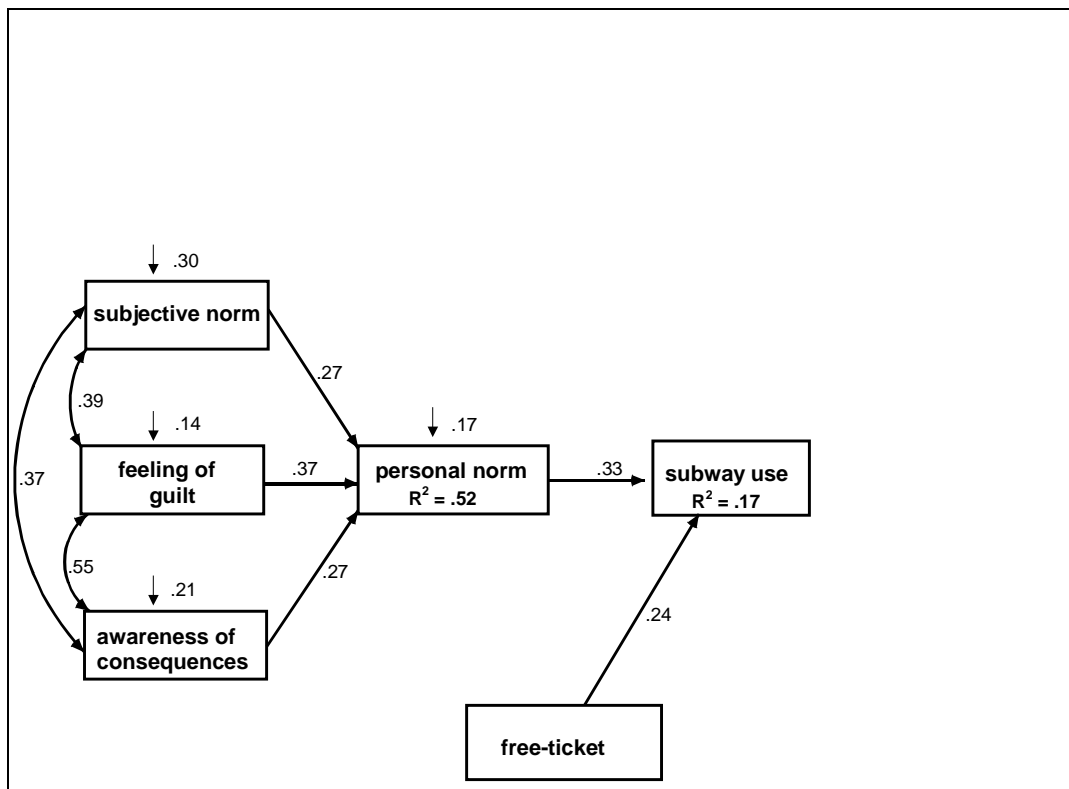 .30
subjective norm
.27
.39
.14
.17
.37
feeling of
guilt
.37
personal norm
R² = .52
.33
subway use
R² = .17
.55
.27
.21
.24
awareness of
consequences
free-ticket